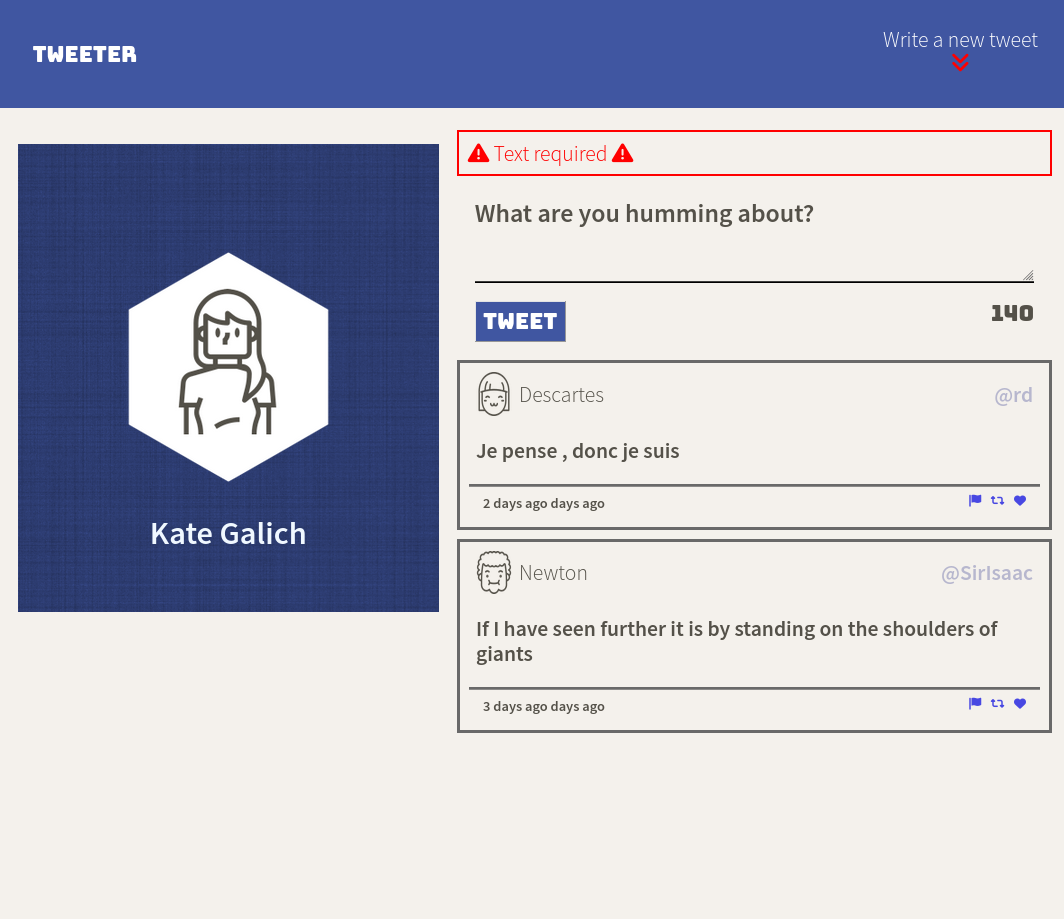 TWEETER
Write a new tweet
Kate Galich
Text required
What are you humming about?
TWEET
140
Descartes
@rd
Je pense , donc je suis
2 days ago days ago
Newton
@SirIsaac
If I have seen further it is by standing on the shoulders of
giants
3 days ago days ago